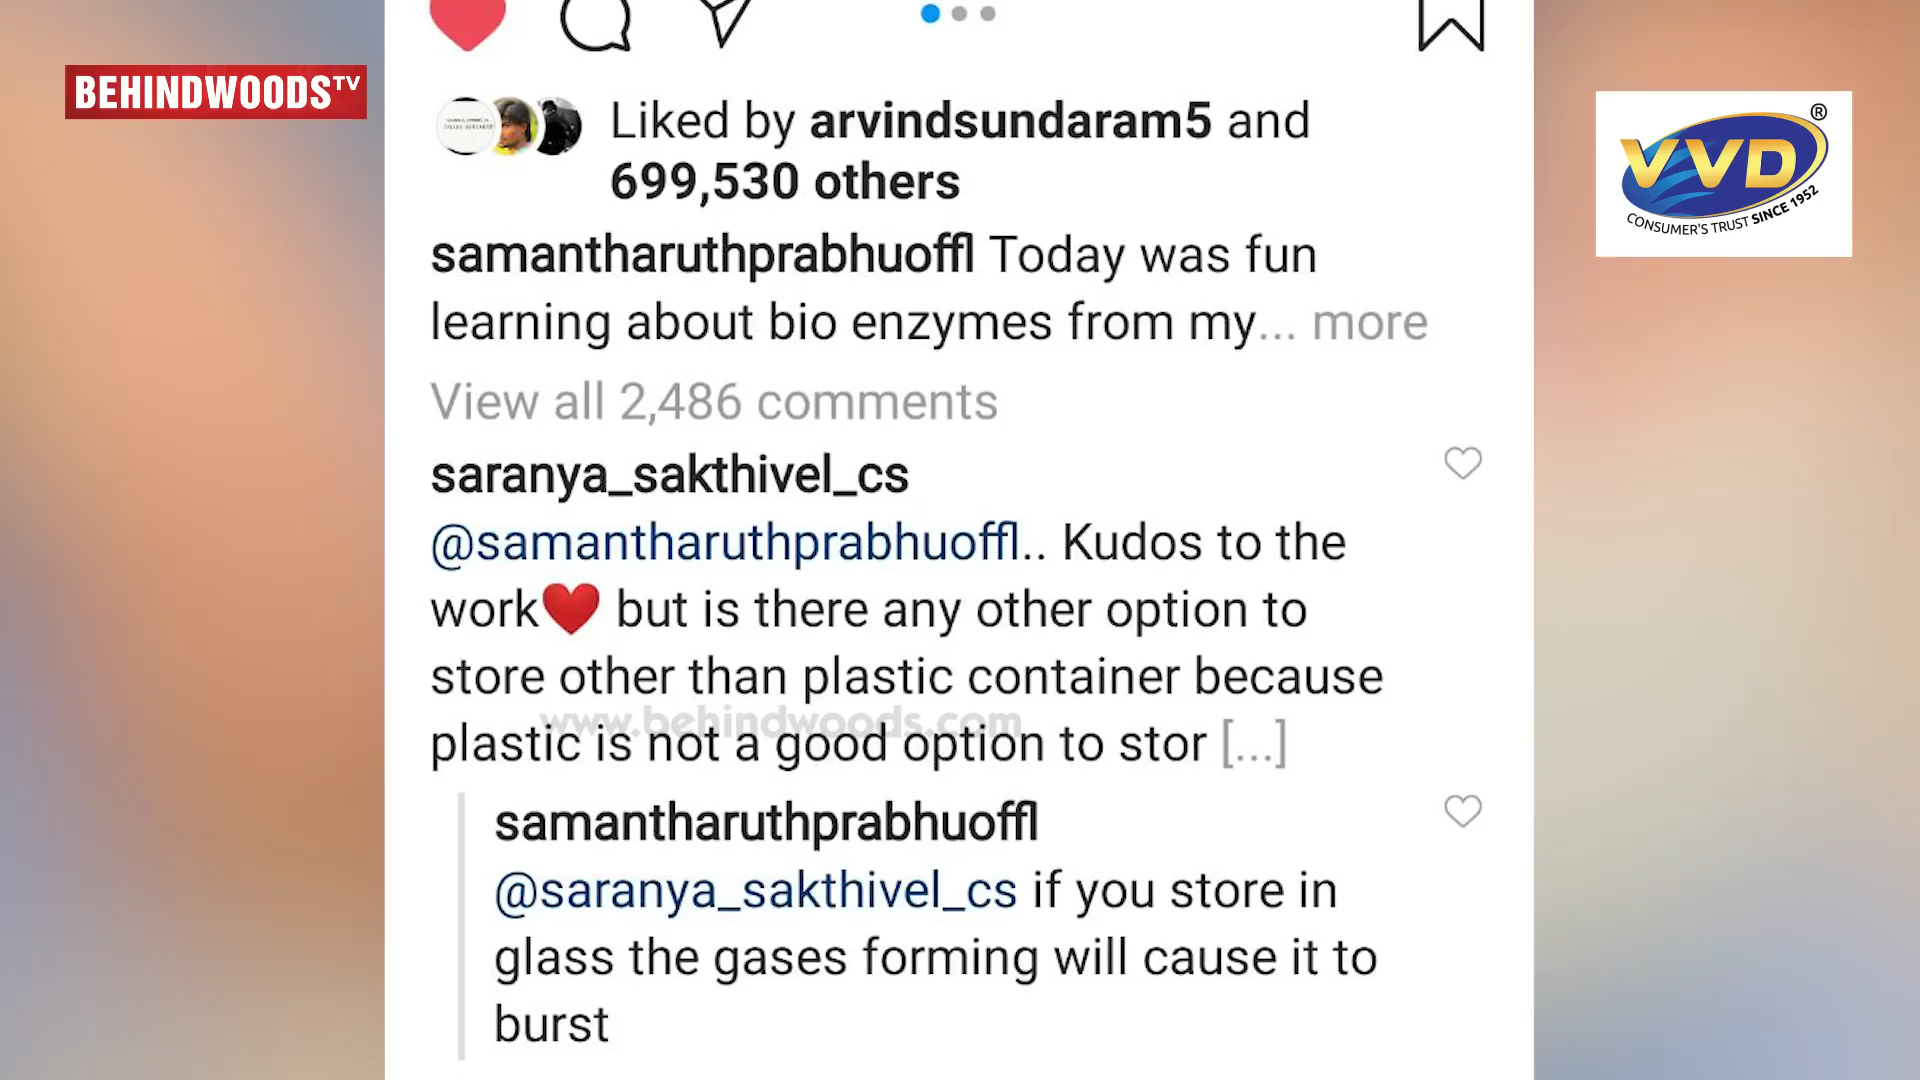 BEHINDWOODS TV
VVD ®
CONSUMER'S TRUST SINCE 1952
Liked by arvindsundaram5 and
699,530 others
samantharuthprabhuoffl Today was fun
learning about bio enzymes from my... more
View all 2,486 comments
saranya_sakthivel_cs
@samantharuthprabhuoffl.. Kudos to the
work❤️ but is there any other option to
store other than plastic container because
www.behindwoods.com
plastic is not a good option to stor [...]
samantharuthprabhuoffl
@saranya_sakthivel_cs if you store in
glass the gases forming will cause it to
burst